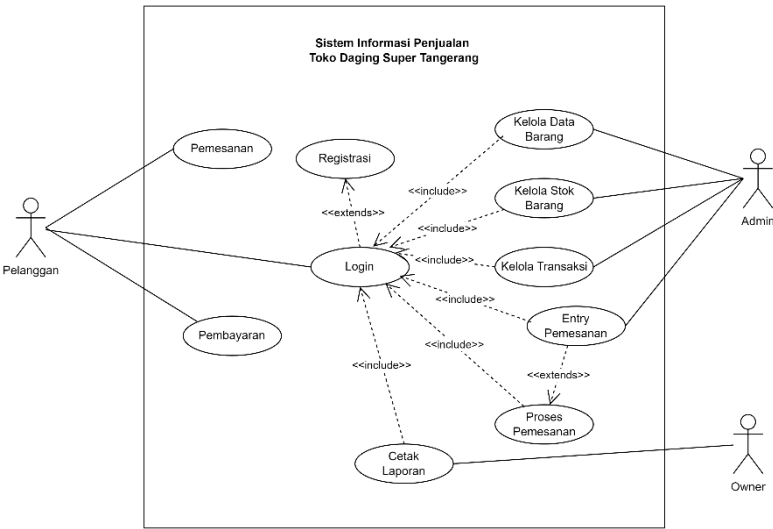 Sistem Informasi Penjualan
Toko Daging Super Tangerang
Kelola Data
Barang
Pemesanan
Registrasi
<<include>>
Kelola Stok
Barang
<<extends>>
<<include>>
Admin
Pelanggan
Login
<<include>>
Kelola Transaksi
<<include>>
Entry
Pemesanan
Pembayaran
<<include>>
<<include>>
<<extends>>
Proses
Pemesanan
Cetak
Laporan
Owner